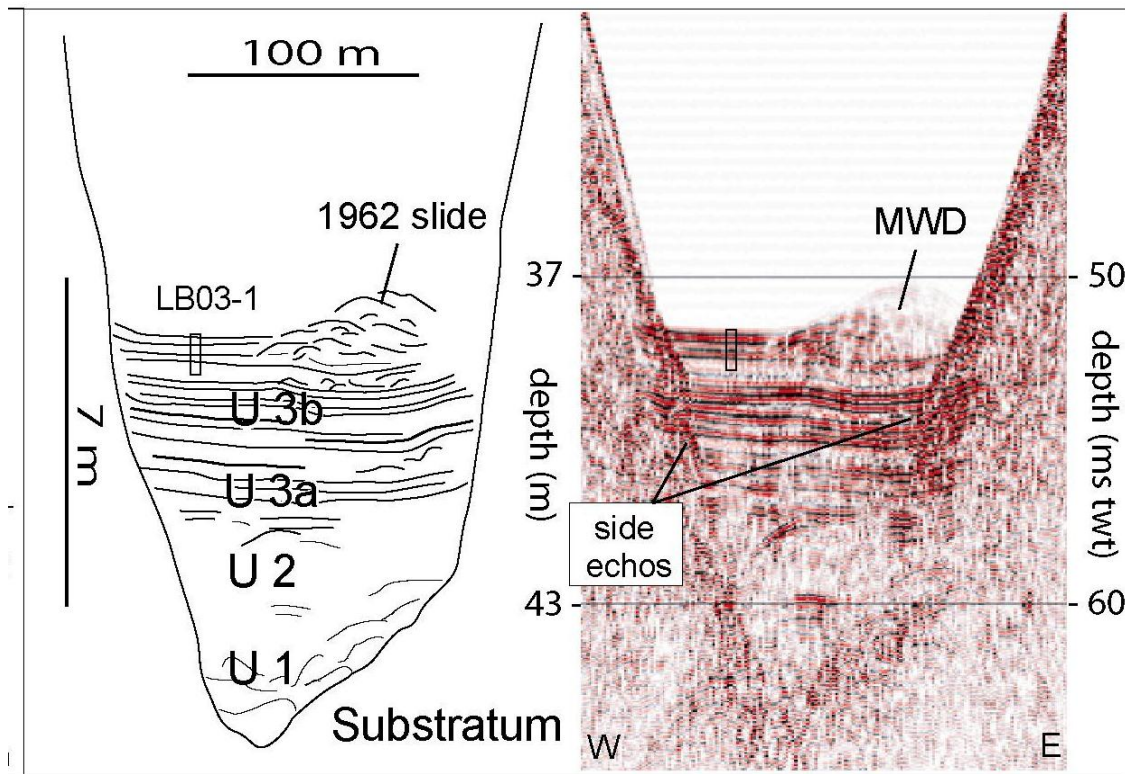 100 m
1962 slide
LB03-1
7 m
U 3b
U 3a
U 2
U 1
Substratum
MWD
37
50
depth (m)
depth (ms twt)
side
echos
43
60
W
E